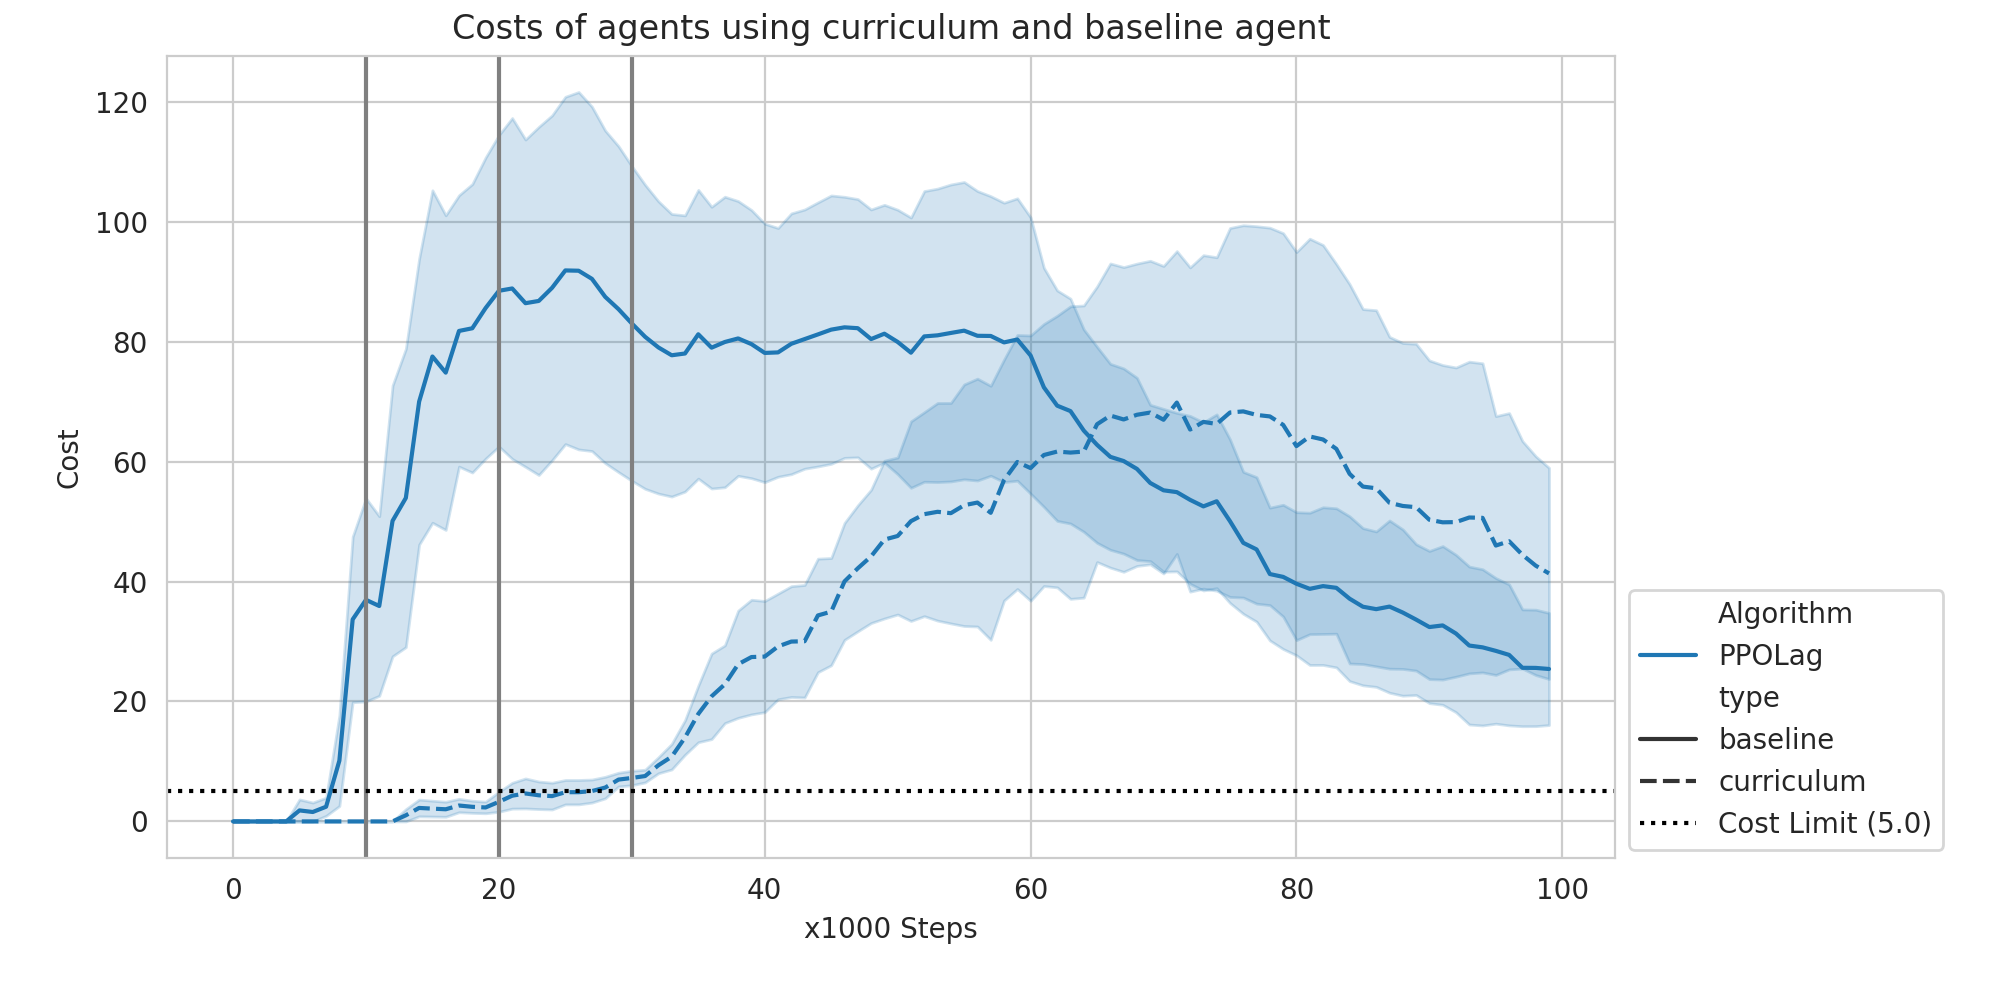 Costs of agents using curriculum and baseline agent
120
100
80
60
40
20
0
Cost
0 20 40 60 80 100
x1000 Steps
Algorithm
PPOLag
type
baseline
curriculum
Cost Limit (5.0)